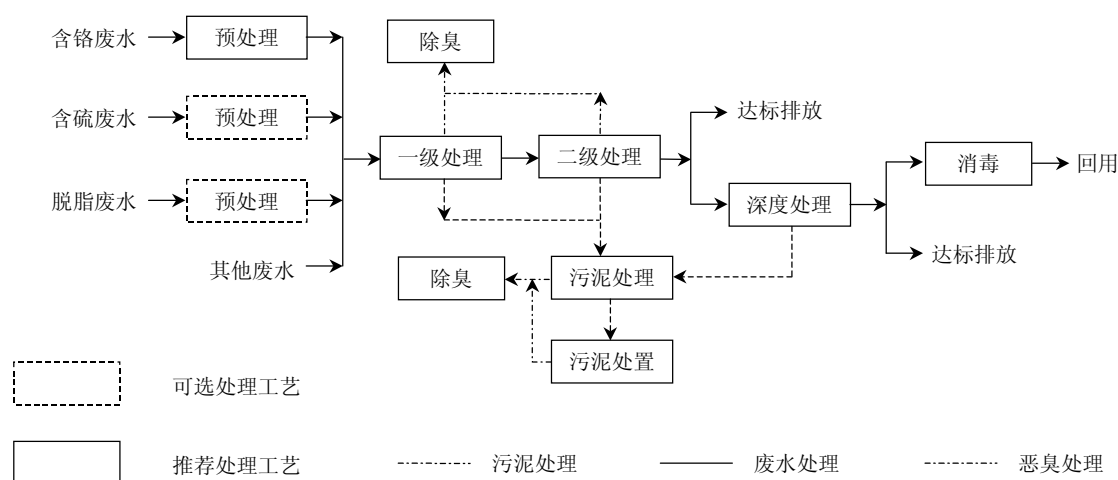 含铬废水
预处理
除臭
含硫废水
预处理
达标排放
一级处理
二级处理
消毒
回用
脱脂废水
预处理
深度处理
其他废水
除臭
污泥处理
达标排放
污泥处置
可选处理工艺
推荐处理工艺
污泥处理
废水处理
恶臭处理